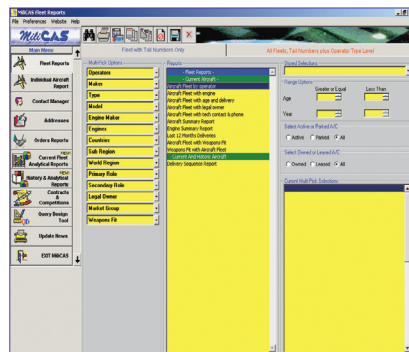 MiliCAS Fleet Reports
File Preferences Website Help
MiliCAS
Main Menu
Fleet Reports
Individual Aircraft
Report
Contact Manager
Addresses
Orders Reports
NEW!
Current Fleet
Analytical Reports
NEW!
History & Analytical
Reports
Contracts
&
Competitions
Query Design
Tool
Update News
EXIT MiliCAS
Fleet with Tail Numbers Only
All Fleets, Tail Numbers plus Operator Type Level
Multi-Pick Options
Operators
Maker
Type
Model
Engine Maker
Engines
Countries
Sub Region
World Region
Primary Role
Secondary Role
Legal Owner
Market Group
Weapons Fit
Reports
- Fleet Reports -
- Current Aircraft -
Aircraft Fleet by operator
Aircraft Fleet with engine
Aircraft Fleet with age and delivery
Aircraft Fleet with legal owner
Aircraft Fleet with tech contact & phone
Aircraft Summary Report
Engine Summary Report
Last 12 Months Deliveries
Aircraft Fleet with Weapons Fit
Weapons Fit with Aircraft Fleet
- Current And Historic Aircraft -
Delivery Sequence Report
Stored Selections
Range Options
Greater or Equal Less Than
Age
Year
Select Active or Parked A/C
Active Parked All
Select Owned or Leased A/C
Owned Leased All
Current Multi Pick Selections